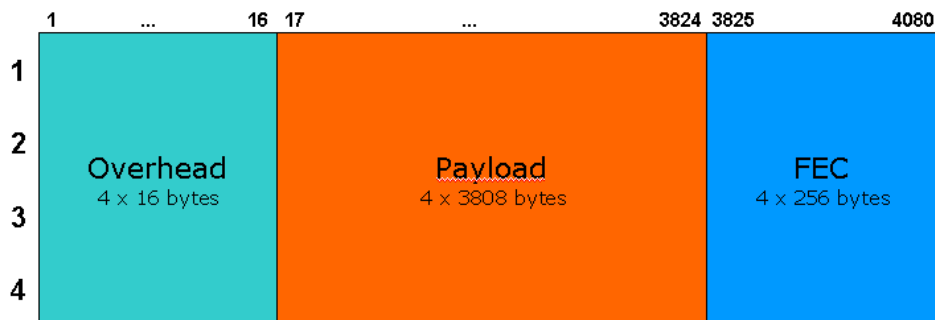 1 ... 16 17 ... 3824 3825 4080
1
2
Overhead Payload FEC
4 x 16 bytes 4 x 3808 bytes 4 x 256 bytes
3
4